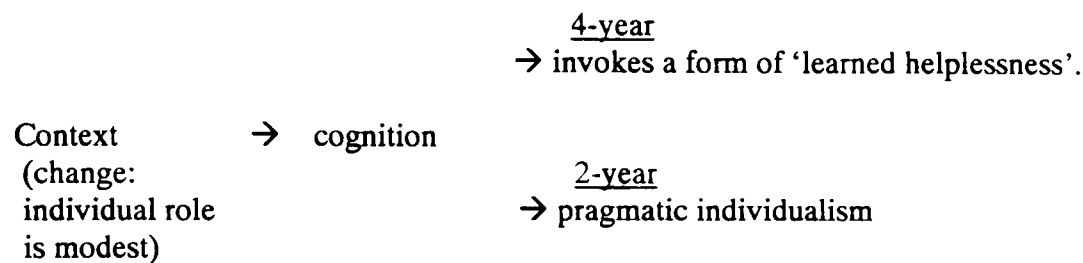 4-year
→ invokes a form of ‘learned helplessness’.
Context → cognition
(change:
2-year
individual role → pragmatic individualism
is modest)